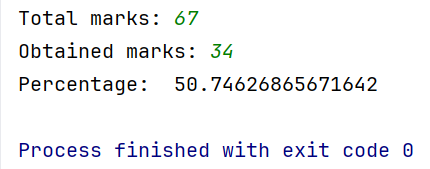 Total marks: 67
Obtained marks: 34
Percentage:  50.74626865671642
Process finished with exit code 0